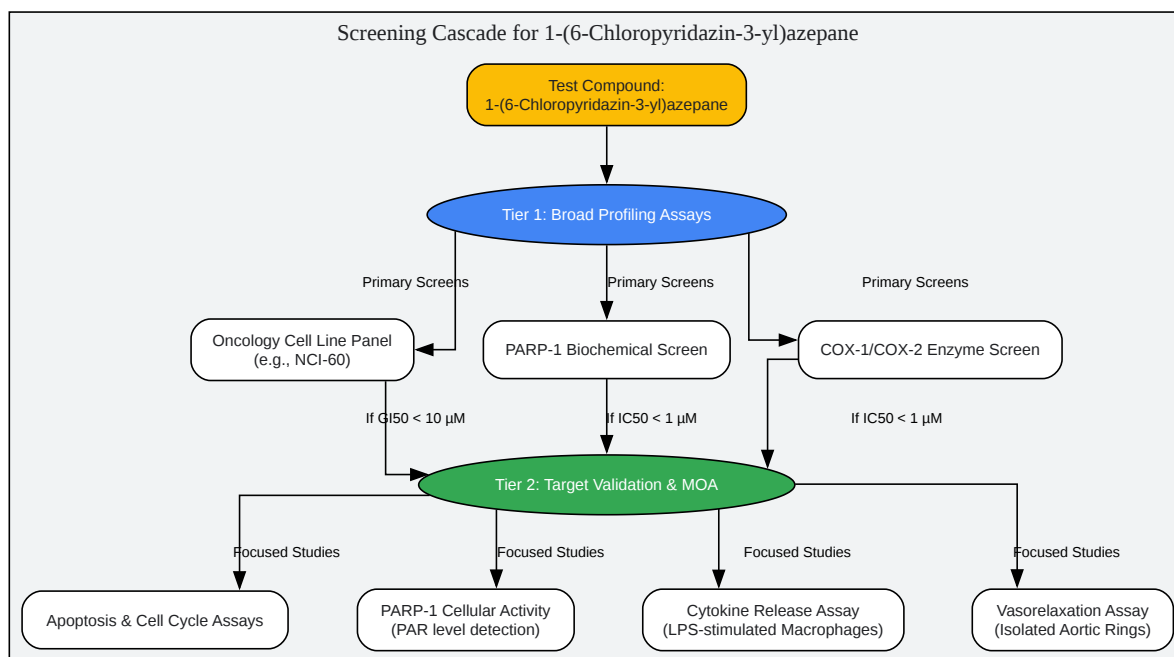 Screening Cascade for 1-(6-Chloropyridazin-3-yl)azepane
Test Compound:
1-(6-Chloropyridazin-3-yl)azepane
Tier 1: Broad Profiling Assays
Primary Screens
Primary Screens
Primary Screens
Oncology Cell Line Panel
(e.g., NCI-60)
PARP-1 Biochemical Screen
COX-1/COX-2 Enzyme Screen
If GI50 < 10 µM
If IC50 < 1 µM
If IC50 < 1 µM
Tier 2: Target Validation & MOA
Focused Studies
Focused Studies
Focused Studies
Focused Studies
Apoptosis & Cell Cycle Assays
PARP-1 Cellular Activity
(PAR level detection)
Cytokine Release Assay
(LPS-stimulated Macrophages)
Vasorelaxation Assay
(Isolated Aortic Rings)